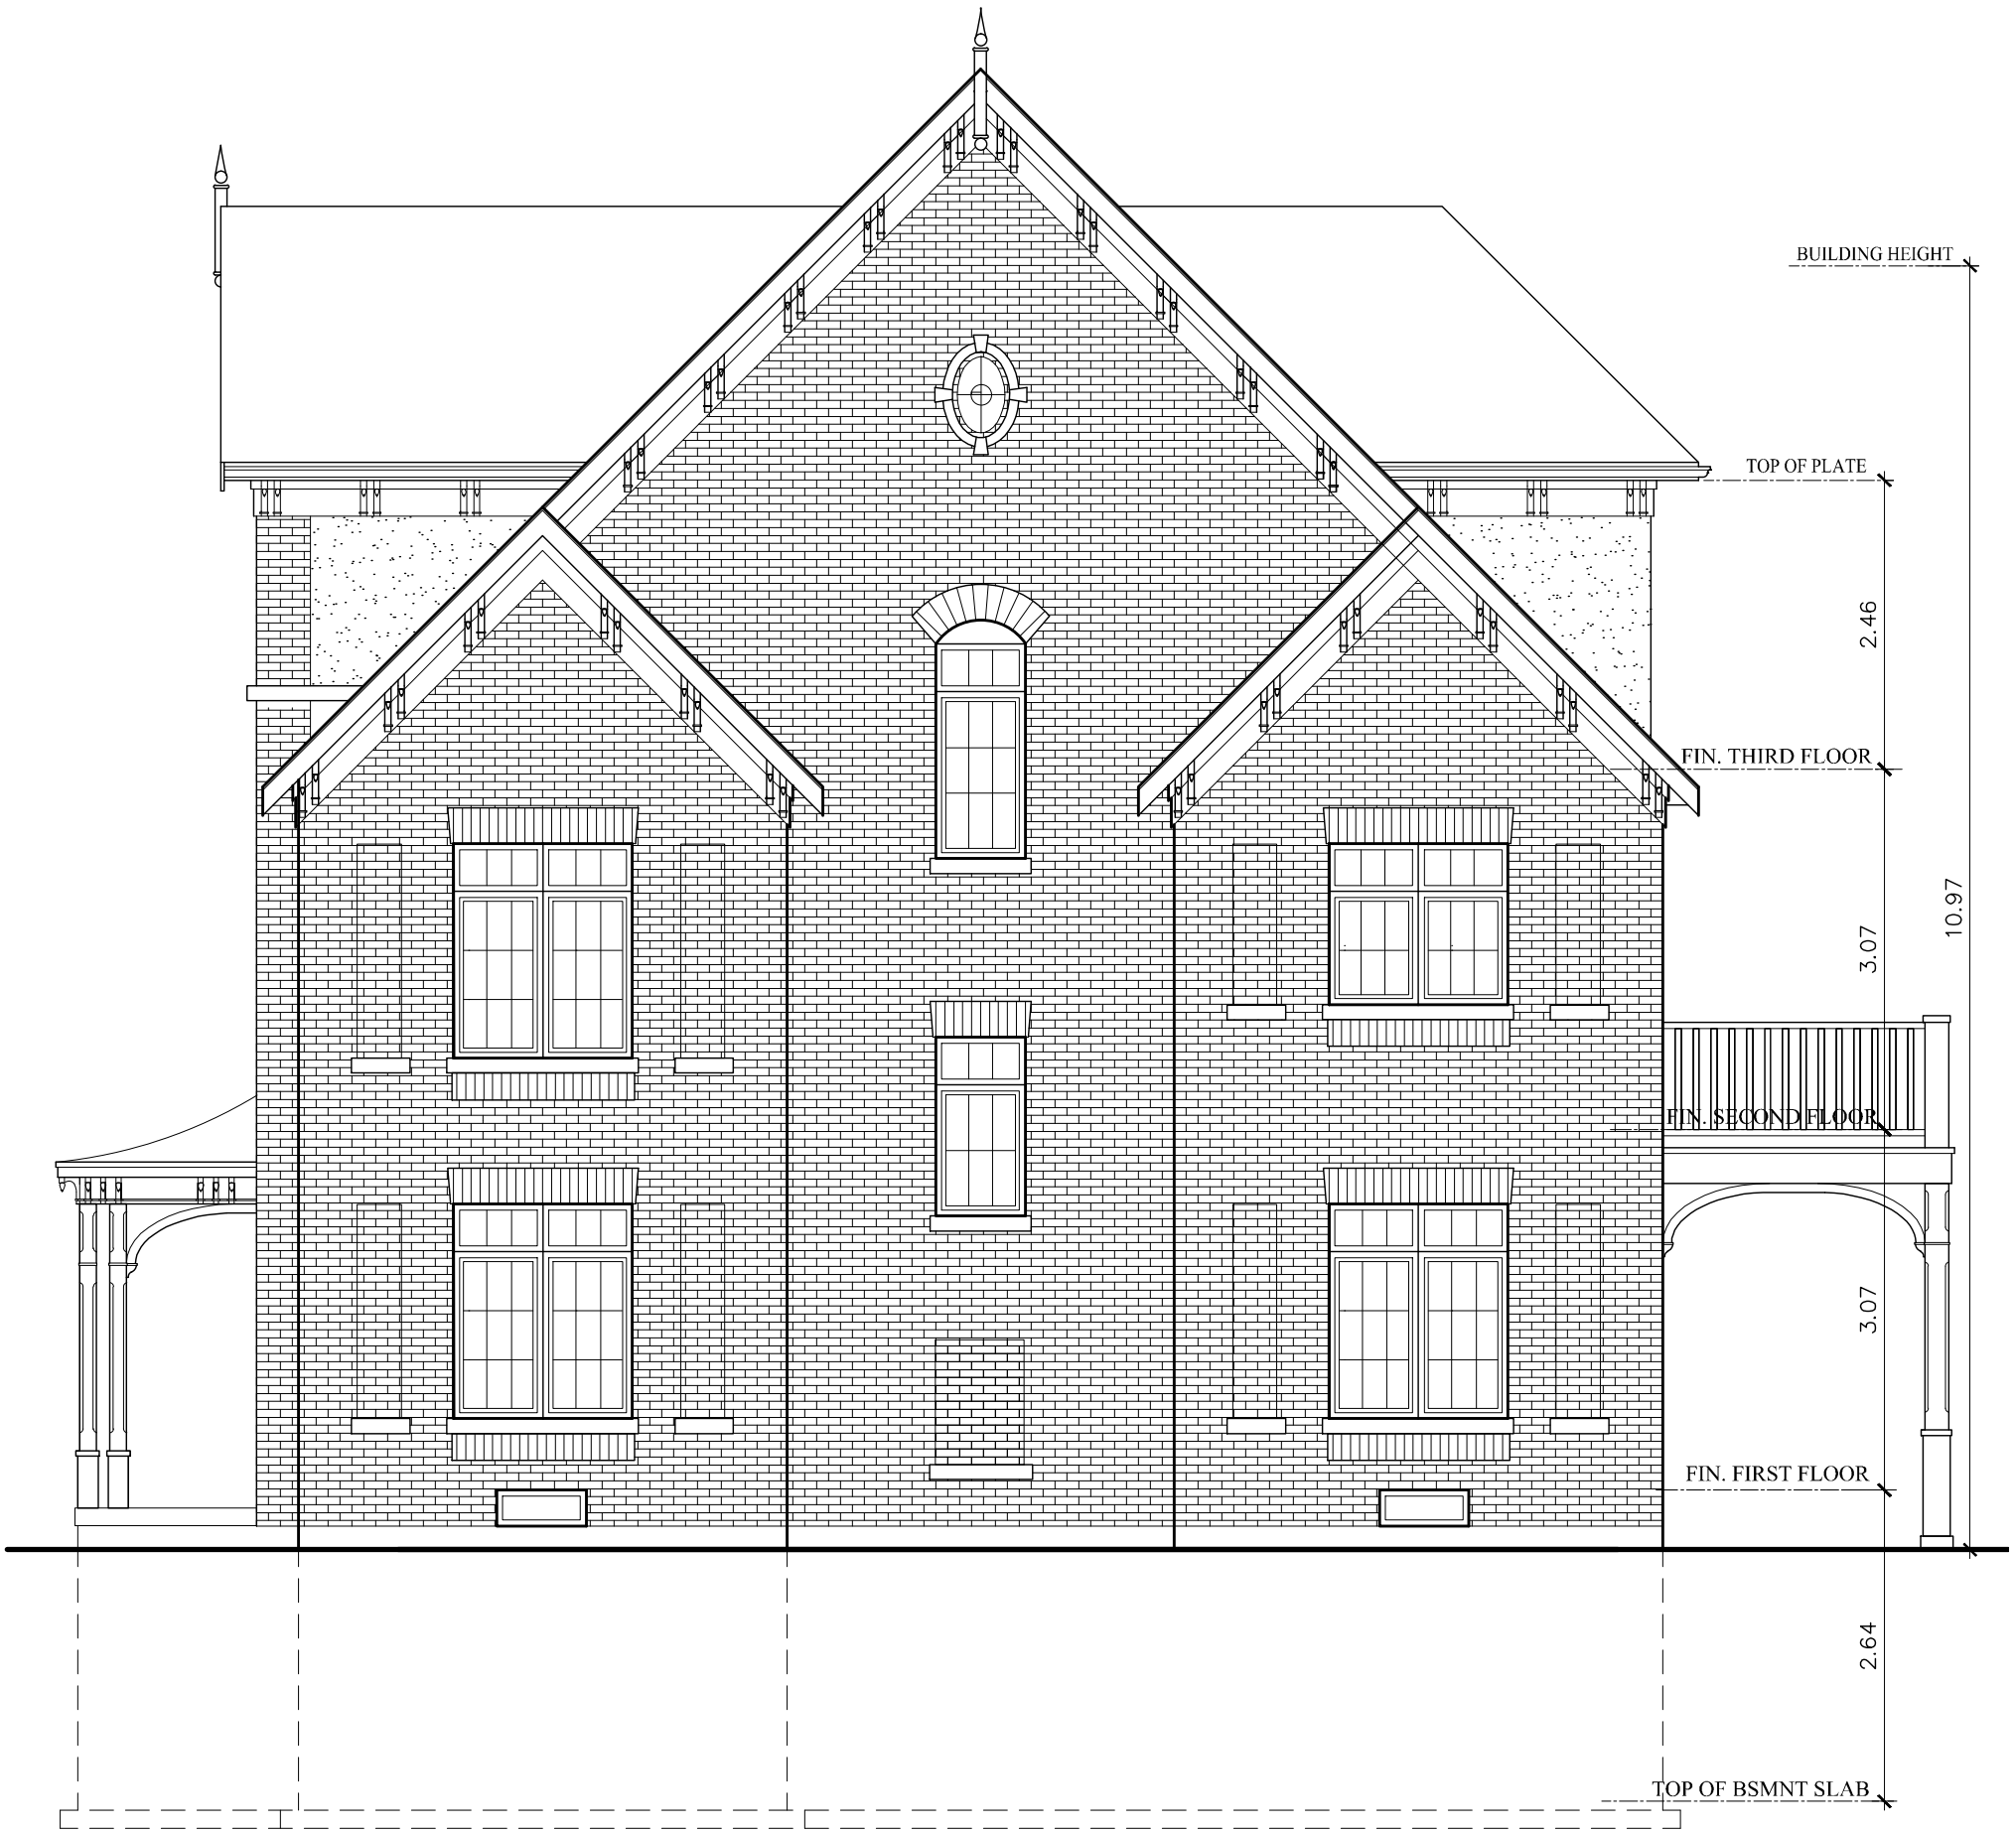 BUILDING HEIGHT
TOP OF PLATE
2.46
FIN. THIRD FLOOR
10.97
3.07
FIN. SECOND FLOOR
3.07
FIN. FIRST FLOOR
2.64
TOP OF BSMNT SLAB